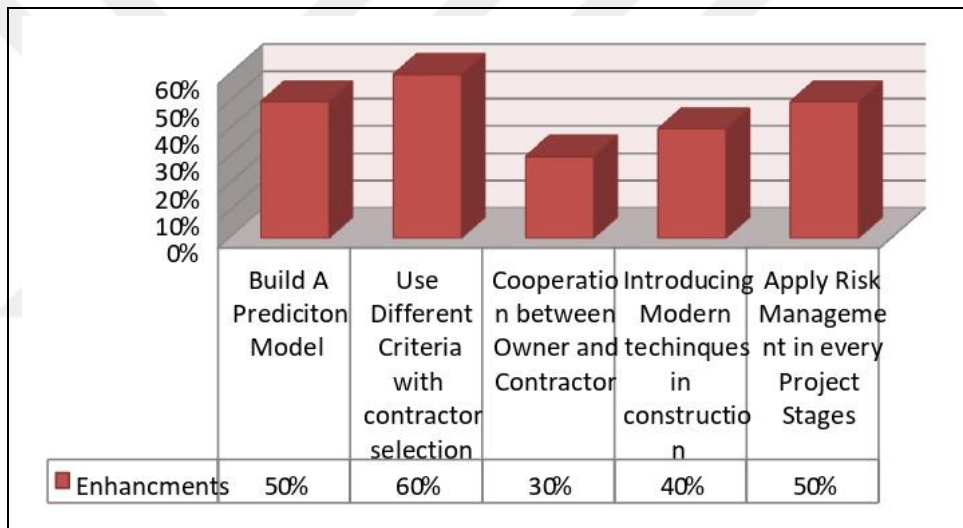 60%
50%
40%
30%
20%
10%
0%
Build A
Prediciton
Model
Use
Different
Criteria
with
contractor
selection
Cooperatio
n between
Owner and
Contractor
Introducing
Modern
techinques
in
constructio
n
Apply Risk
Manageme
nt in every
Project
Stages
Enhancments 50% 60% 30% 40% 50%